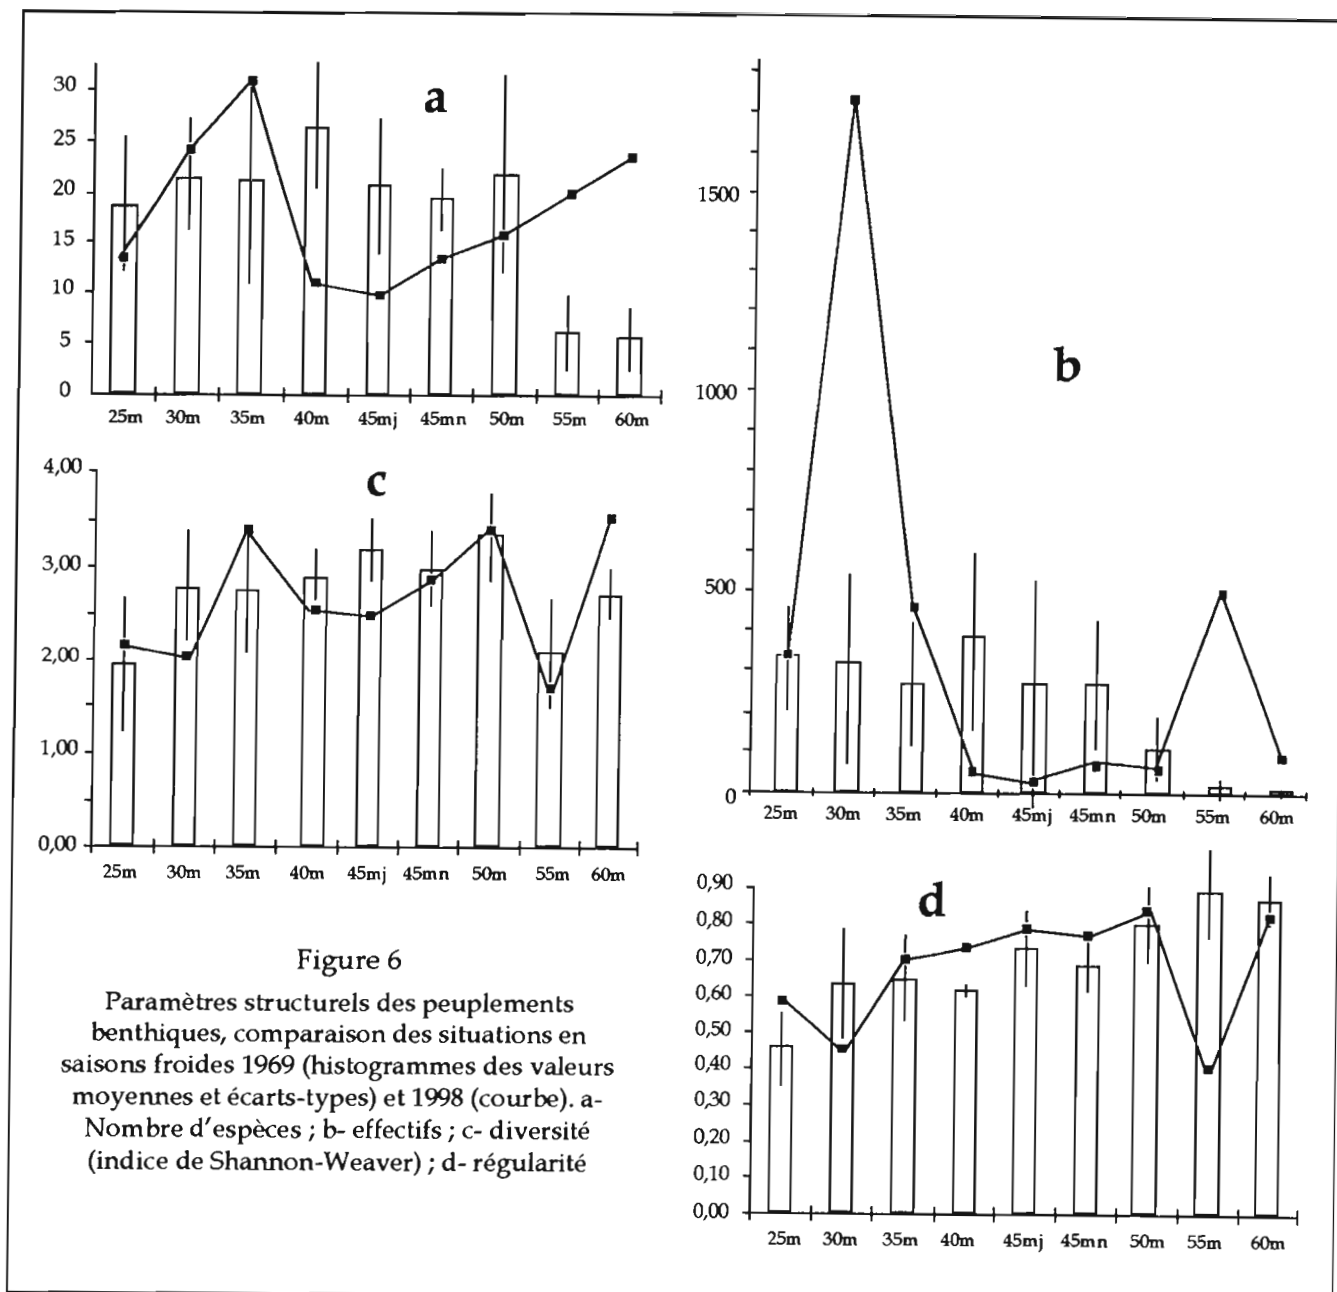 a
30
25
20
15
10
5
0
25m 30m 35m 40m 45mj 45mn 50m 55m 60m
b
1500
1000
500
0
25m 30m 35m 40m 45mj 45mn 50m 55m 60m
c
4,00
3,00
2,00
1,00
0,00
25m 30m 35m 40m 45mj 45mn 50m 55m 60m
d
0,90
0,80
0,70
0,60
0,50
0,40
0,30
0,20
0,10
0,00
25m 30m 35m 40m 45mj 45mn 50m 55m 60m
Figure 6
Paramètres structurels des peuplements
benthiques, comparaison des situations en
saisons froides 1969 (histogrammes des valeurs
moyennes et écarts-types) et 1998 (courbe). a-
Nombre d'espèces ; b- effectifs ; c- diversité
(indice de Shannon-Weaver) ; d- régularité